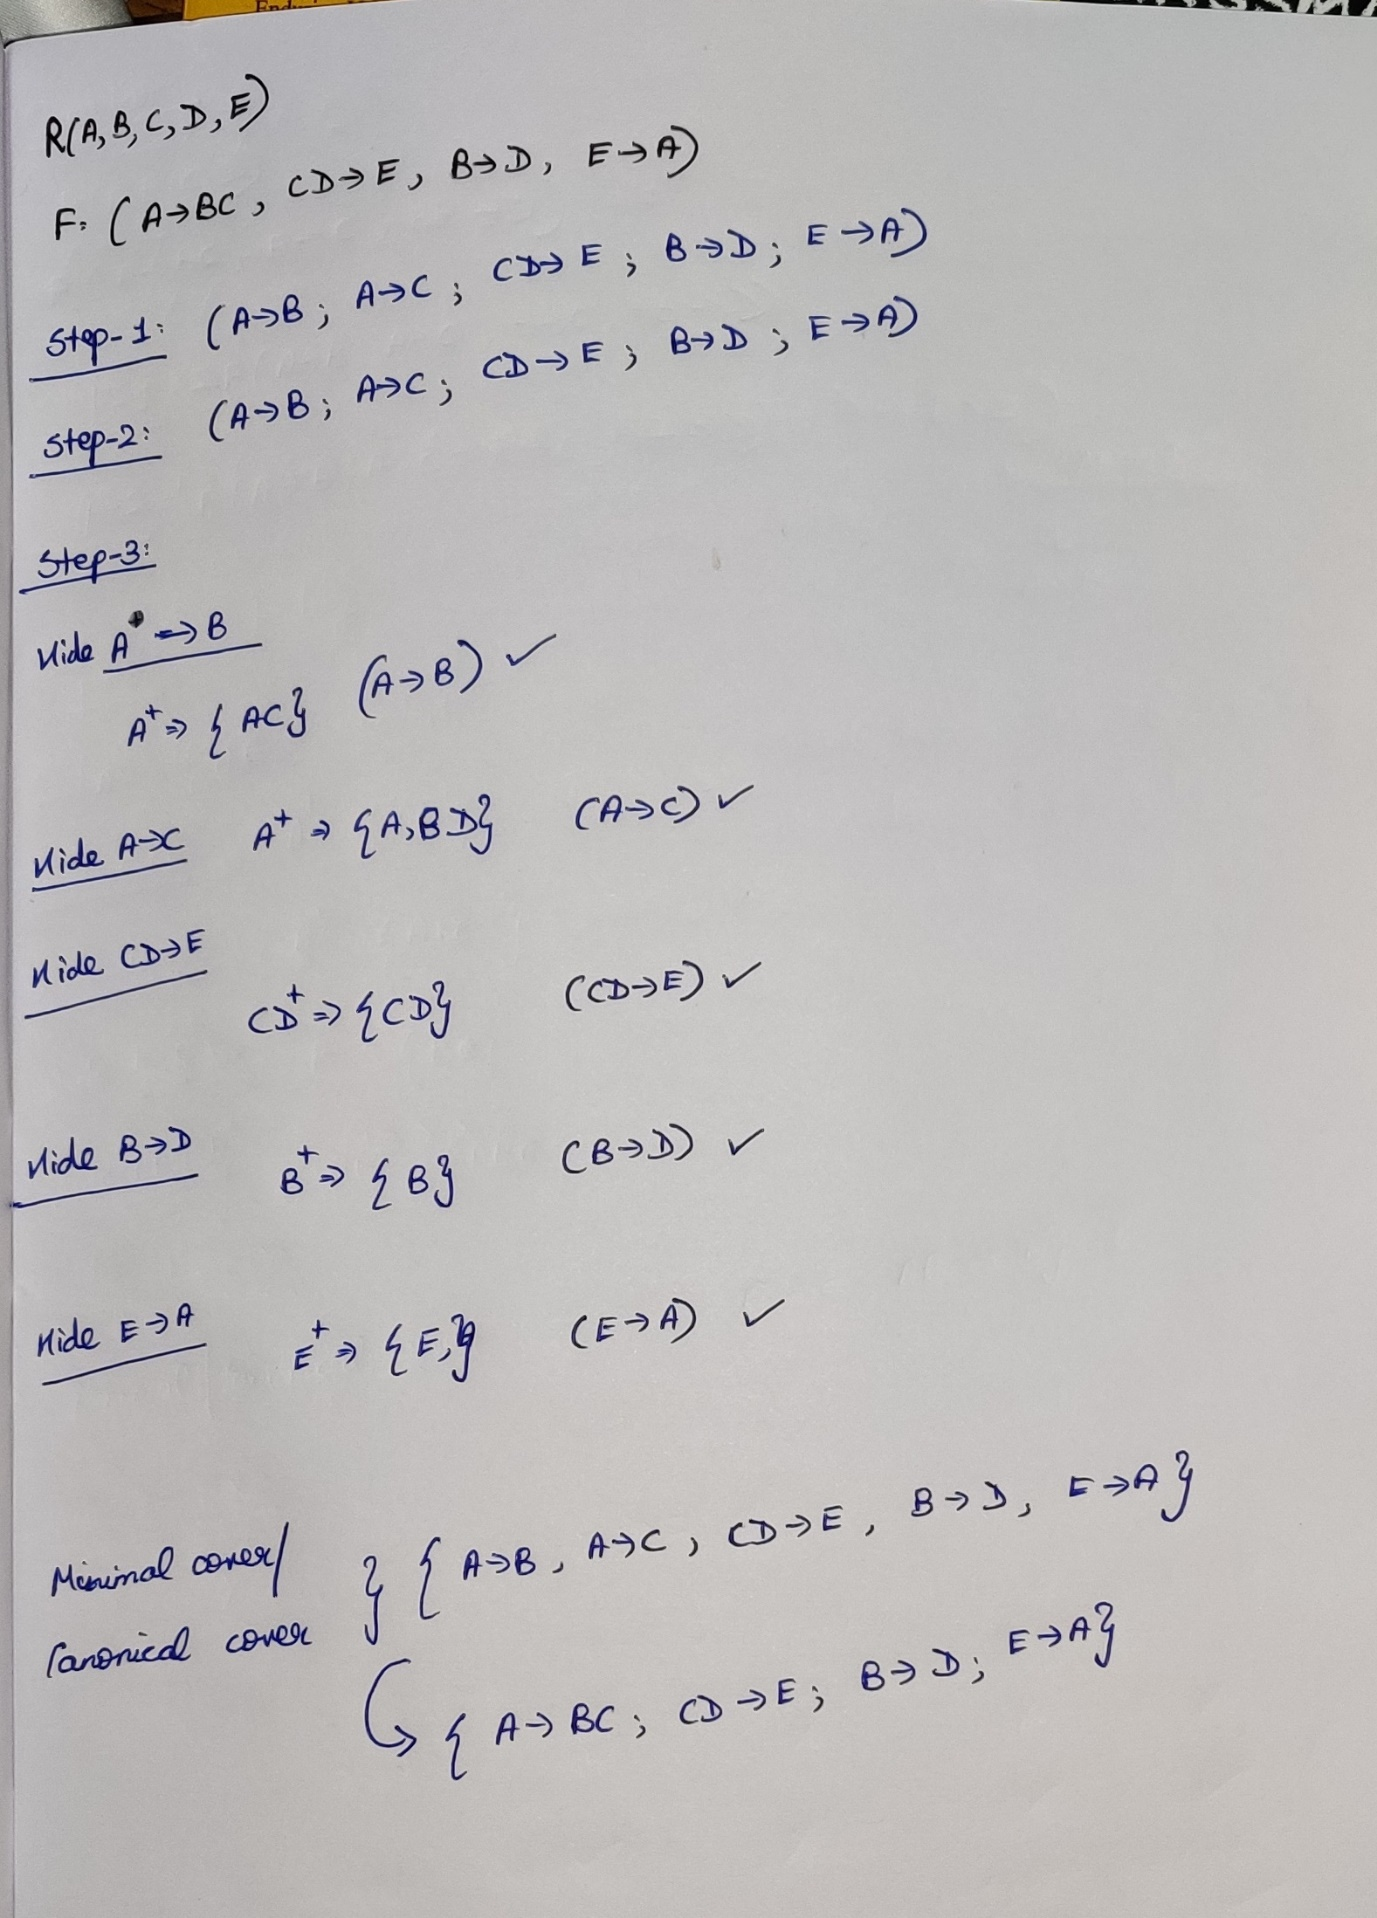 R(A,B,C,D,E)
F: (A→BC, CD→E, B→D, E→A)
Step-1: (A→B; A→C; CD→E; B→D; E→A)
Step-2: (A→B; A→C; CD→E; B→D; E→A)
Step-3:
Hide A⇒B
A⁺⇒ {AC} (A→B) ✓
Hide A→C A⁺⇒ {A,BD} (A→C) ✓
Hide CD→E
CD⁺⇒ {CD} (CD→E) ✓
Hide B→D B⁺⇒ {B} (B→D) ✓
Hide E→A E⁺⇒ {E,} (E→A) ✓
Minimal cover/ } { A→B, A→C, CD→E, B→D, E→A}
Canonical cover
↳ { A→BC; CD→E; B→D; E→A}